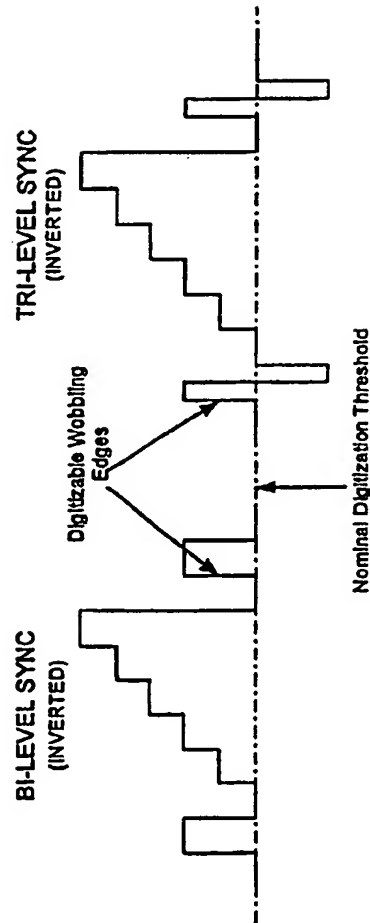 BI-LEVEL SYNC
(INVERTED)
Digitizable Wobbling
Edges
TRI-LEVEL SYNC
(INVERTED)
Nominal Digitization Threshold